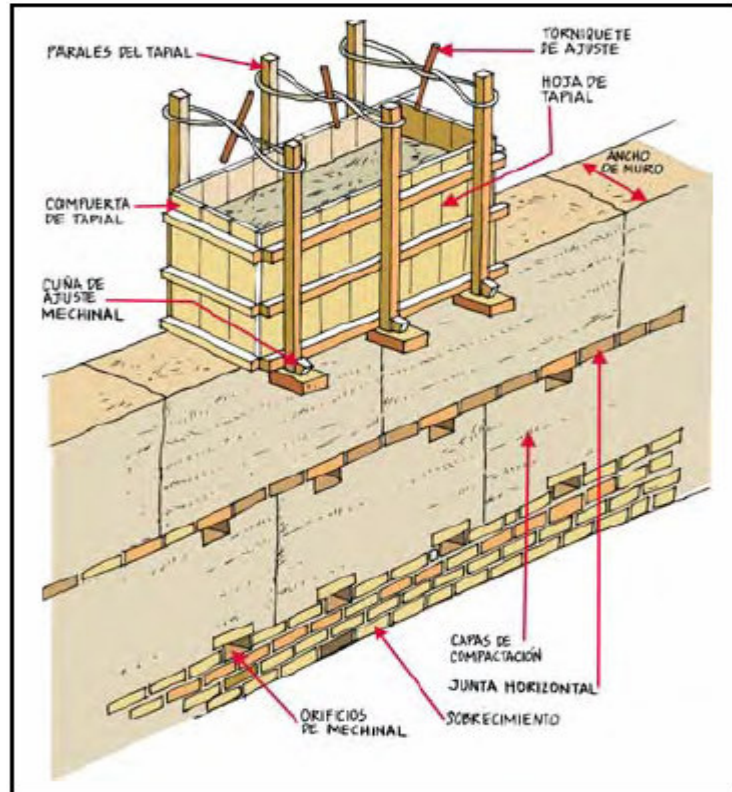 PARALES DEL TAPIAL
TORNIQUETE
DE AJUSTE
HOJA DE
TAPIAL
ANCHO
DE MURO
COMPUERTA
DE TAPIAL
CUÑA DE
AJUSTE
MECHINAL
CAPAS DE
COMPACTACIÓN
JUNTA HORIZONTAL
ORIFICIOS
DE MECHINAL
SOBRECIMIENTO